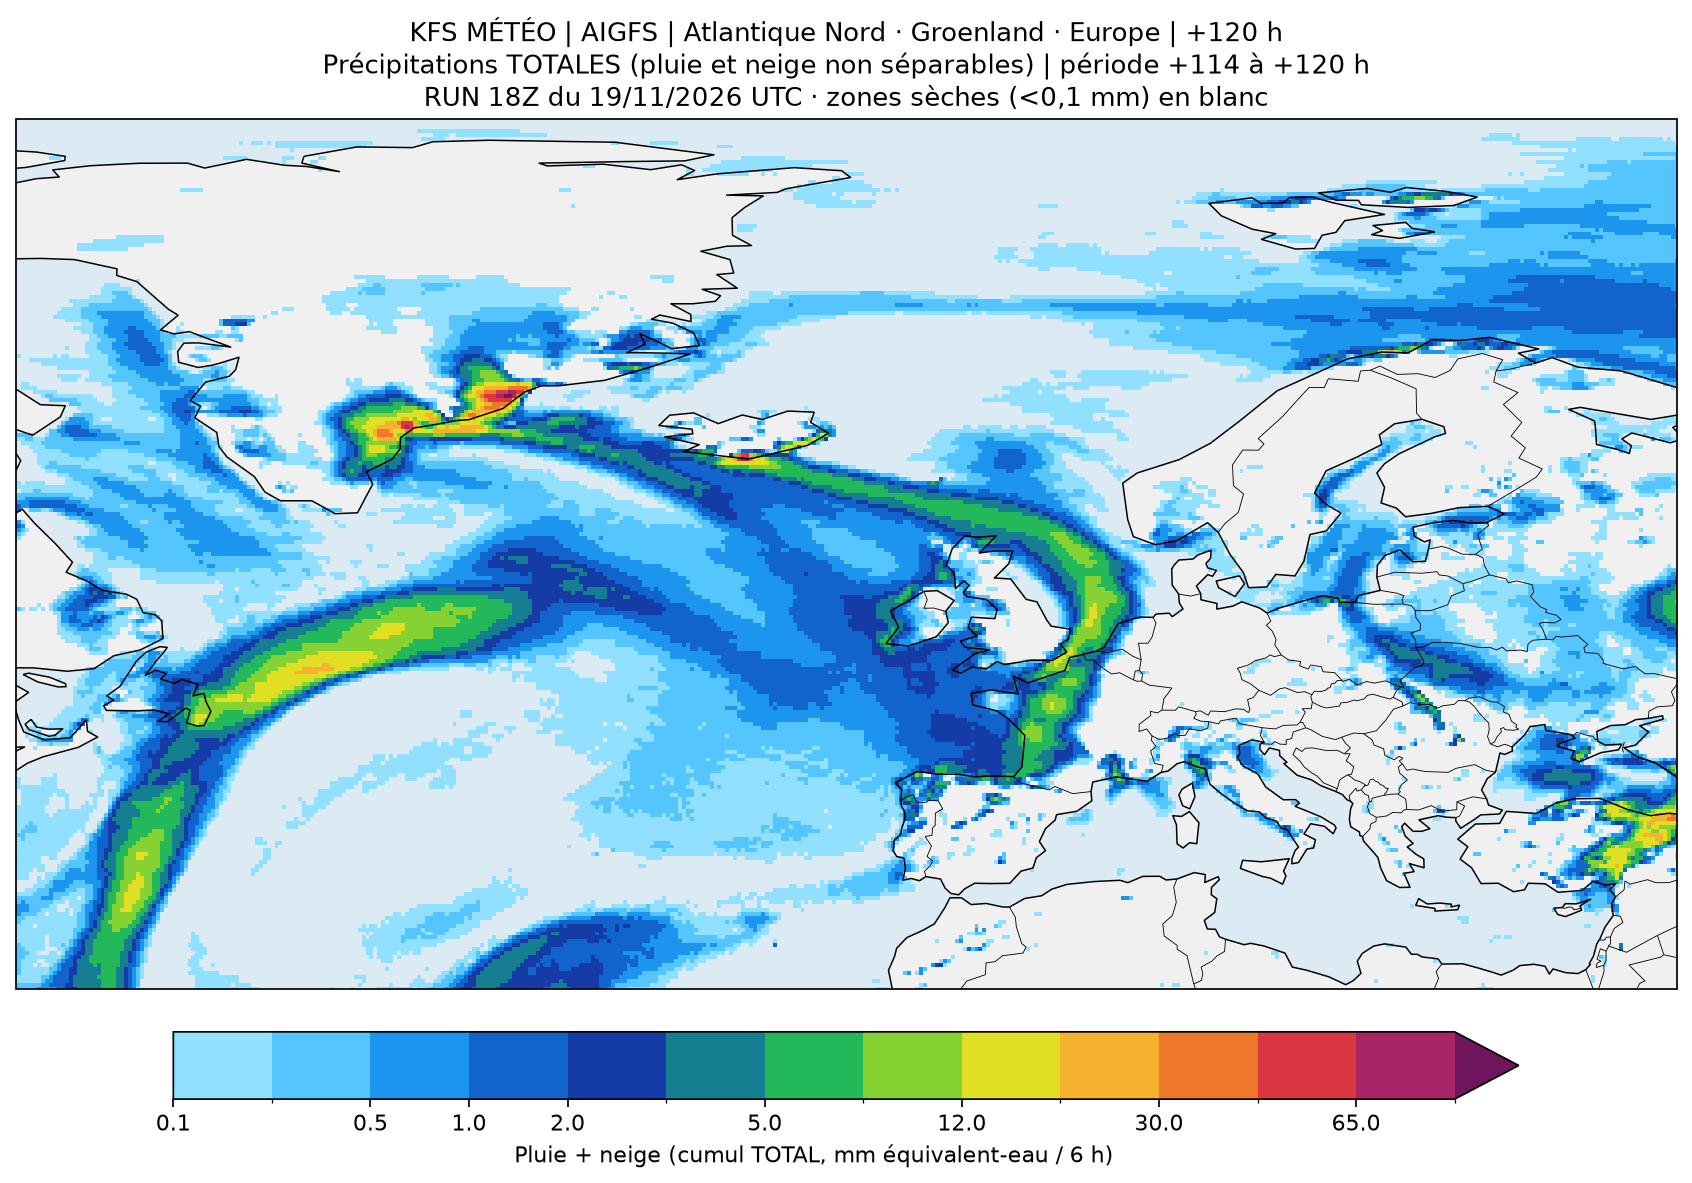 KFS MÉTÉO | AIGFS | Atlantique Nord · Groenland · Europe | +120 h
Précipitations TOTALES (pluie et neige non séparables) | période +114 à +120 h
RUN 18Z du 19/11/2026 UTC · zones sèches (<0,1 mm) en blanc
0.1 0.5 1.0 2.0 5.0 12.0 30.0 65.0
Pluie + neige (cumul TOTAL, mm équivalent-eau / 6 h)